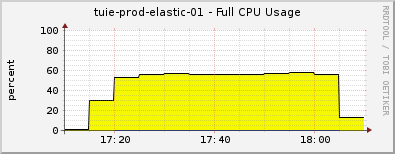 tuie-prod-elastic-01 - Full CPU Usage
RRDTOOL / TOBI OETIKER
percent
100
80
60
40
20
0
17:20 17:40 18:00